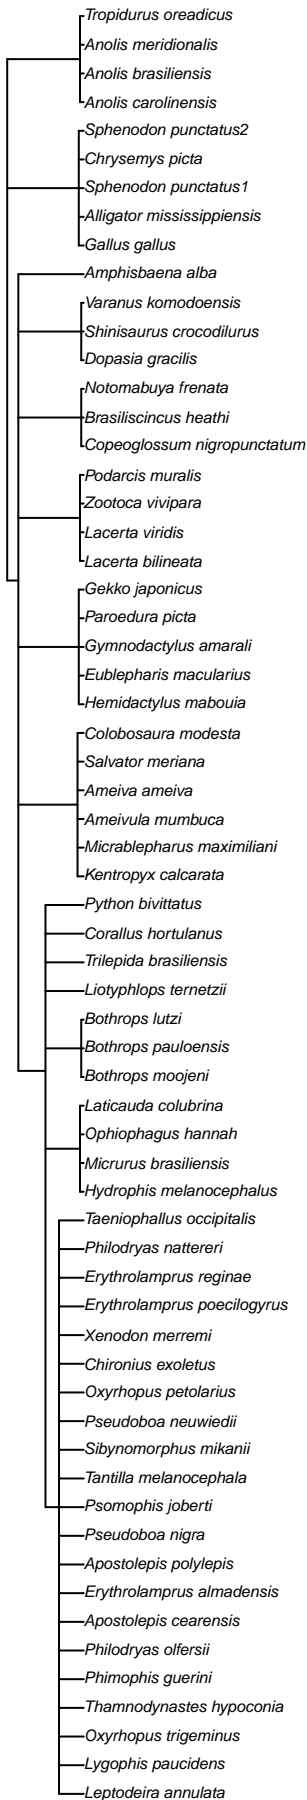 Tropidurus oreadicus
Anolis meridionalis
Anolis brasiliensis
Anolis carolinensis
Sphenodon punctatus2
Chrysemys picta
Sphenodon punctatus1
Alligator mississippiensis
Gallus gallus
Amphisbaena alba
Varanus komodoensis
Shinisaurus crocodilurus
Dopasia gracilis
Notomabuya frenata
Brasiliscincus heathi
Copeoglossum nigropunctatum
Podarcis muralis
Zootoca vivipara
Lacerta viridis
Lacerta bilineata
Gekko japonicus
Paroedura picta
Gymnodactylus amarali
Eublepharis macularius
Hemidactylus mabouia
Colobosaura modesta
Salvator meriana
Ameiva ameiva
Ameivula mumbuca
Micrablepharus maximiliani
Kentropyx calcarata
Python bivittatus
Corallus hortulanus
Trilepida brasiliensis
Liotyphlops ternetzii
Bothrops lutzi
Bothrops pauloensis
Bothrops moojeni
Laticauda colubrina
Ophiophagus hannah
Micrurus brasiliensis
Hydrophis melanocephalus
Taeniophallus occipitalis
Philodryas nattereri
Erythrolamprus reginae
Erythrolamprus poecilogyrus
Xenodon merremi
Chironius exoletus
Oxyrhopus petolarius
Pseudoboa neuwiedii
Sibynomorphus mikanii
Tantilla melanocephala
Psomophis joberti
Pseudoboa nigra
Apostolepis polylepis
Erythrolamprus almadensis
Apostolepis cearensis
Philodryas olfersii
Phimophis guerini
Thamnodynastes hypoconia
Oxyrhopus trigeminus
Lygophis paucidens
Leptodeira annulata